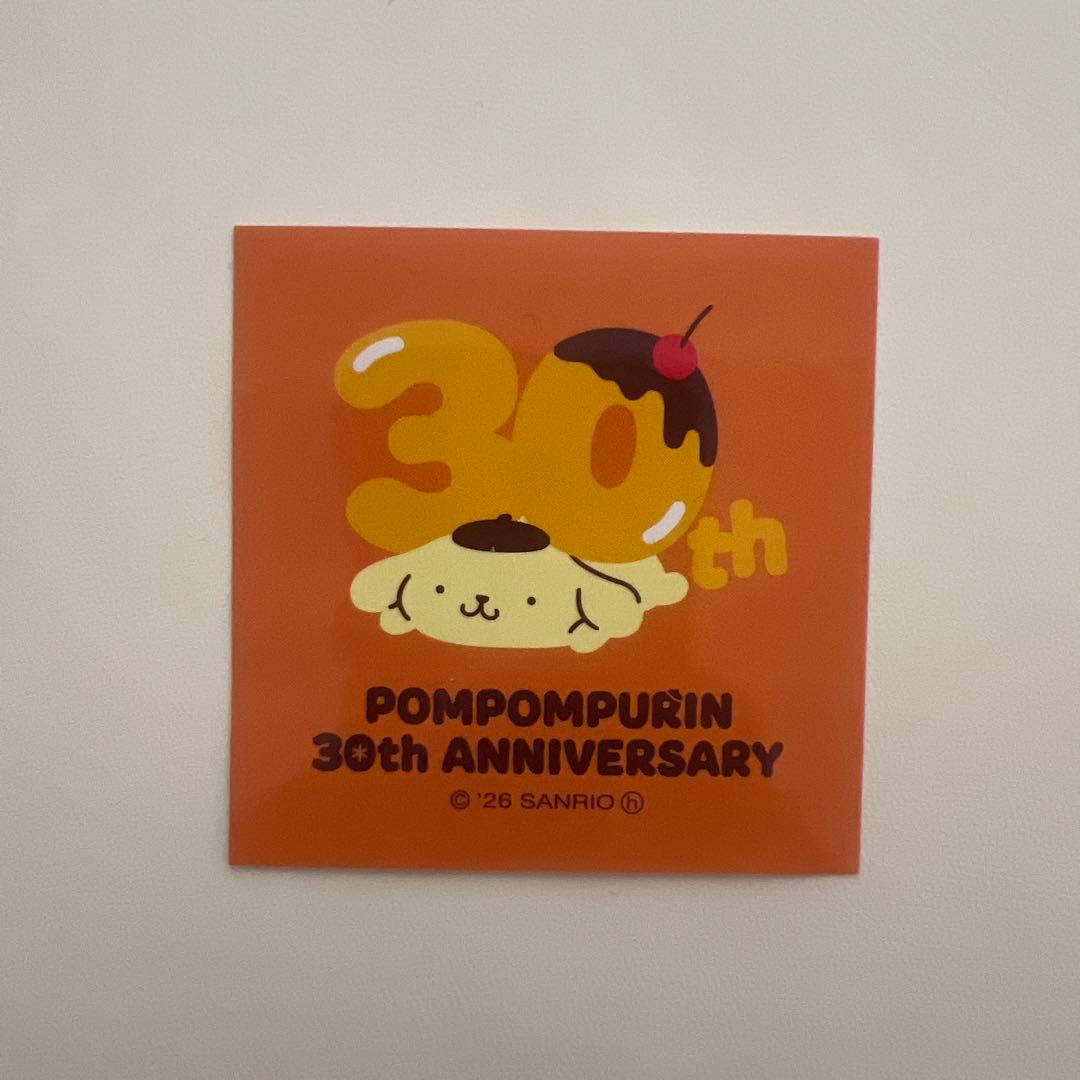 30th
POMPOMPURIN
30th ANNIVERSARY
© '26 SANRIO ⓗ